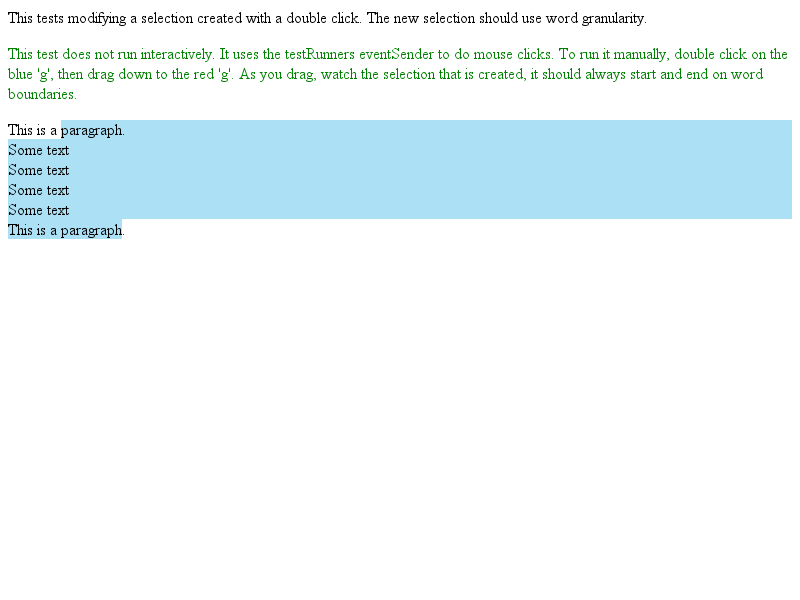 This tests modifying a selection created with a double click. The new selection should use word granularity.
This test does not run interactively. It uses the testRunners eventSender to do mouse clicks. To run it manually, double click on the
blue 'g', then drag down to the red 'g'. As you drag, watch the selection that is created, it should always start and end on word
boundaries.
This is a paragraph.
Some text
Some text
Some text
Some text
This is a paragraph.